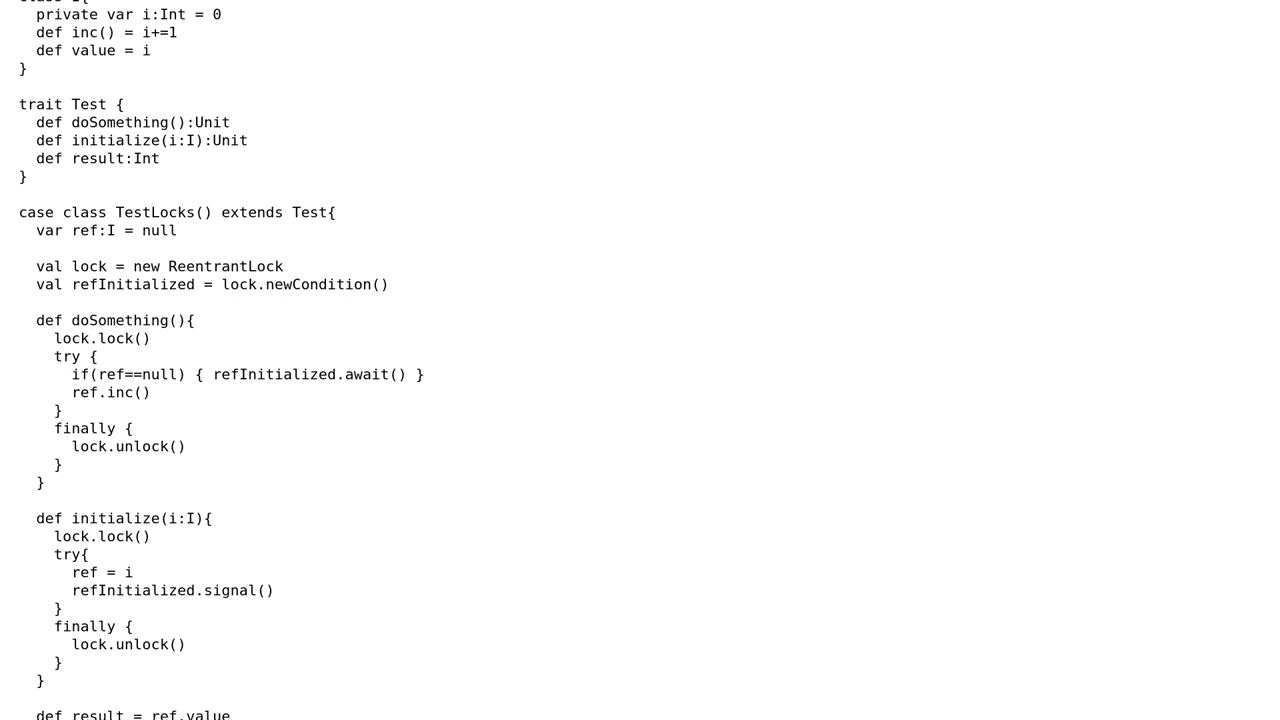 private var i:Int = 0
  def inc() = i+=1
  def value = i
}
trait Test {
  def doSomething():Unit
  def initialize(i:I):Unit
  def result:Int
}
case class TestLocks() extends Test{
  var ref:I = null
  val lock = new ReentrantLock
  val refInitialized = lock.newCondition()
  def doSomething(){
    lock.lock()
    try {
      if(ref==null) { refInitialized.await() }
      ref.inc()
    }
    finally {
      lock.unlock()
    }
  }
  def initialize(i:I){
    lock.lock()
    try{
      ref = i
      refInitialized.signal()
    }
    finally {
      lock.unlock()
    }
  }
  def result = ref.value